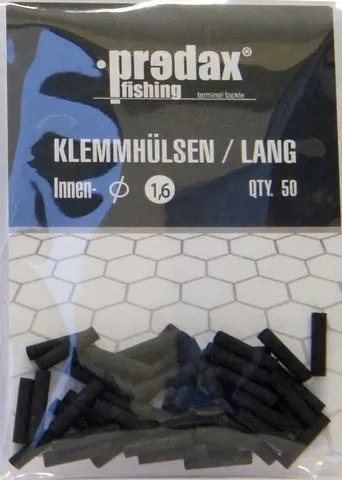 predax®
fishing
terminal tackle
KLEMMHÜLSEN / LANG
Innen- Ø 1,6 QTY. 50